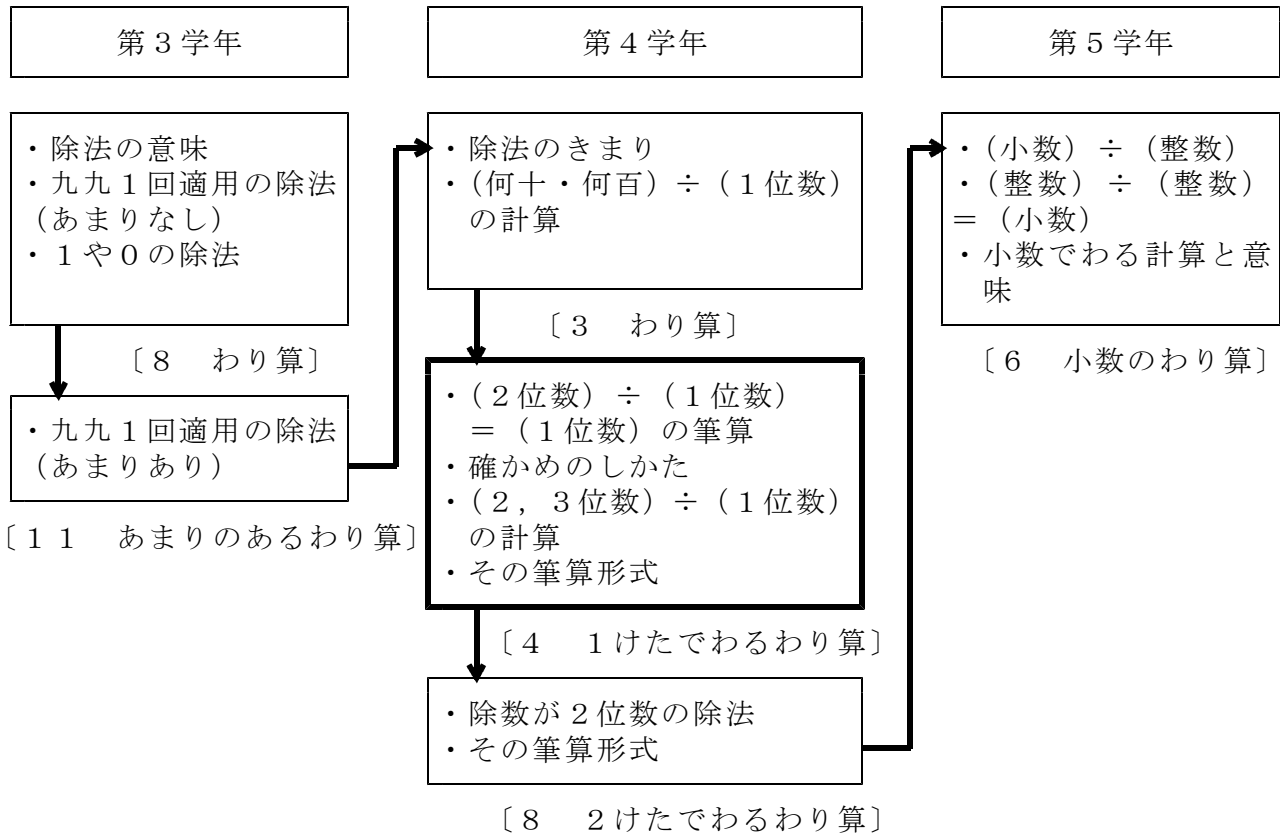 第３学年
第４学年
第５学年
・除法の意味
・九九１回適用の除法
（あまりなし）
・１や０の除法
〔８　わり算〕
・九九１回適用の除法
（あまりあり）
〔１１　あまりのあるわり算〕
・除法のきまり
・（何十・何百）÷（１位数）
の計算
〔３　わり算〕
・（２位数）÷（１位数）
＝（１位数）の筆算
・確かめのしかた
・（２，３位数）÷（１位数）
の計算
・その筆算形式
〔４　１けたでわるわり算〕
・除数が２位数の除法
・その筆算形式
〔８　２けたでわるわり算〕
・（小数）÷（整数）
・（整数）÷（整数）
＝（小数）
・小数でわる計算と意
味
〔６　小数のわり算〕